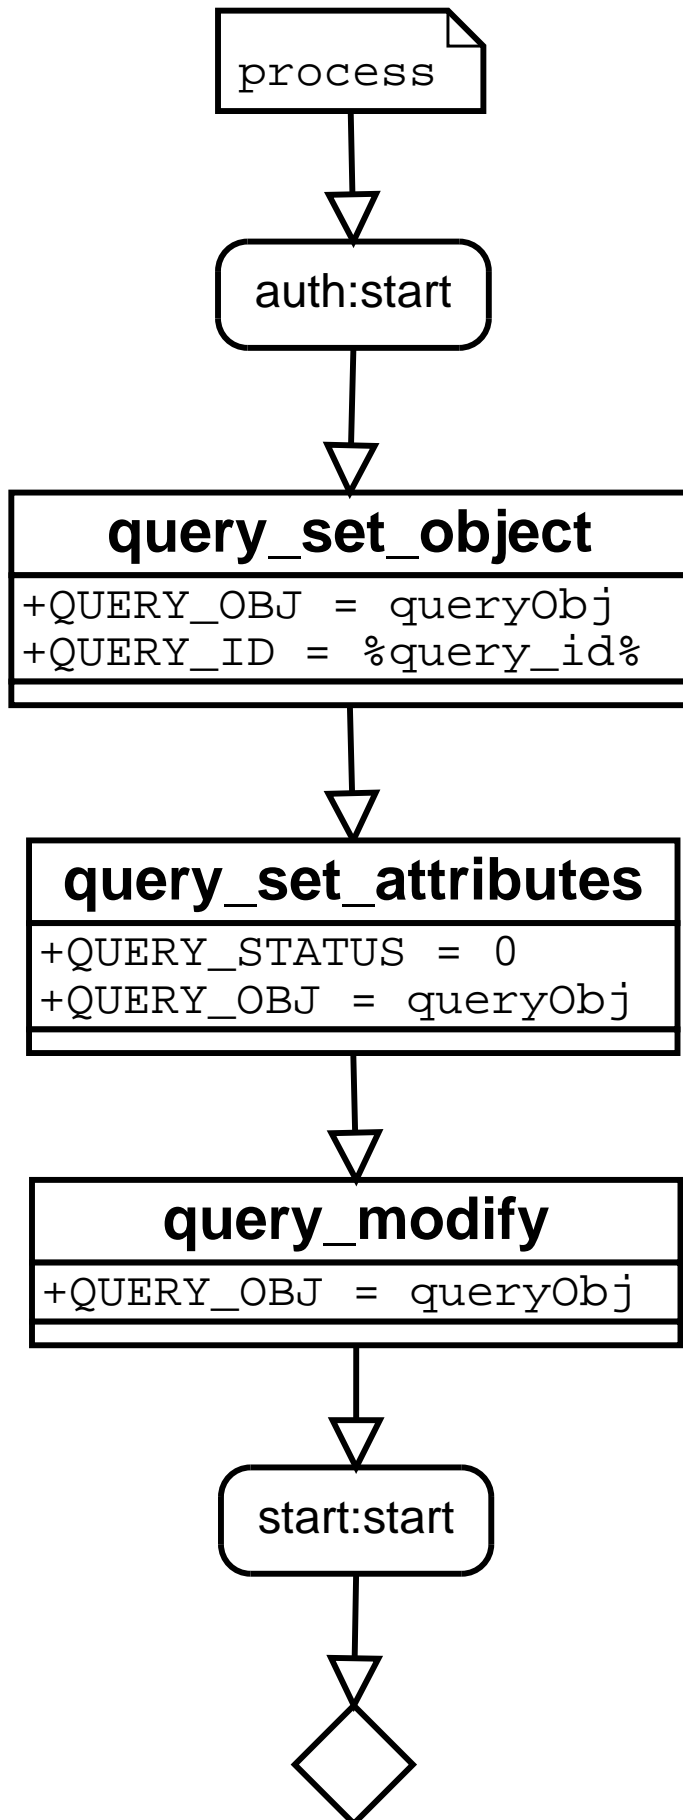 process
auth:start
query_set_object
+QUERY_OBJ = queryObj
+QUERY_ID = %query_id%
query_set_attributes
+QUERY_STATUS = 0
+QUERY_OBJ = queryObj
query_modify
+QUERY_OBJ = queryObj
start:start